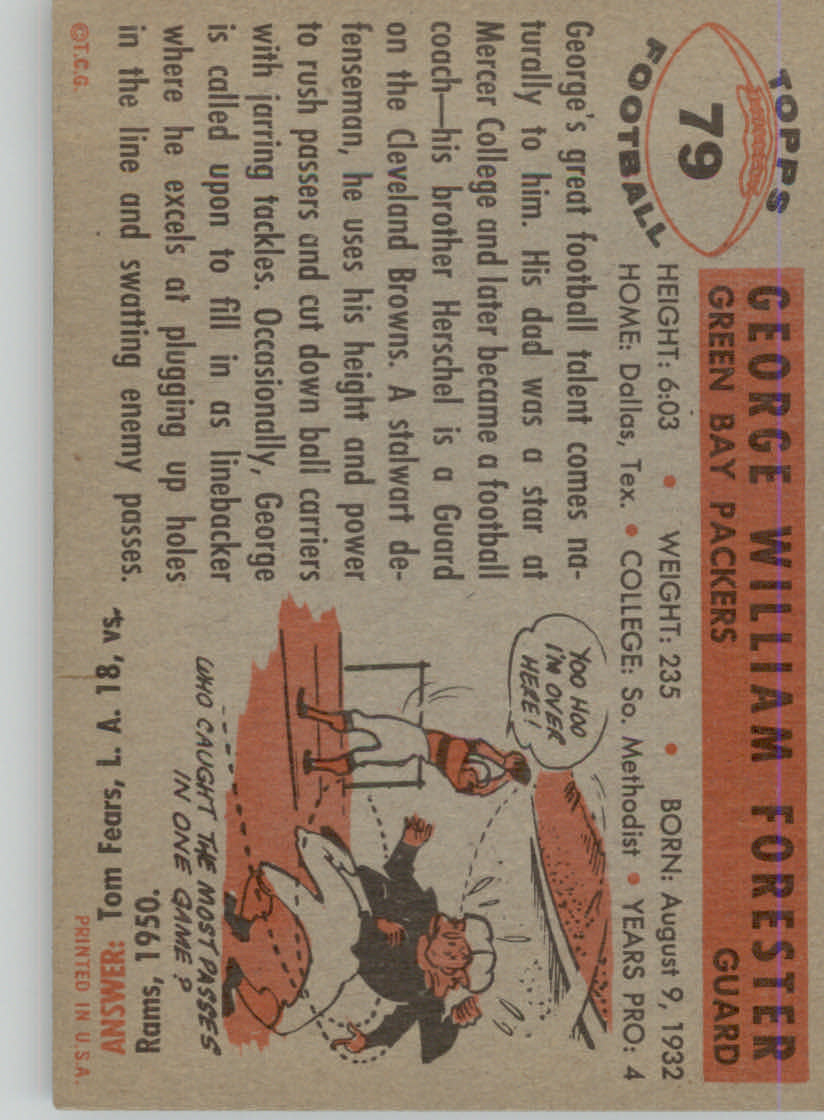 TOPPS
79
FOOTBALL
GEORGE WILLIAM FORESTER
GREEN BAY PACKERS GUARD
HEIGHT: 6:03 • WEIGHT: 235 • BORN: August 9, 1932
HOME: Dallas, Tex. • COLLEGE: So. Methodist • YEARS PRO: 4
George's great football talent comes na-
turally to him. His dad was a star at
Mercer College and later became a football
coach—his brother Herschel is a Guard
on the Cleveland Browns. A stalwart de-
fenseman, he uses his height and power
to rush passers and cut down ball carriers
with jarring tackles. Occasionally, George
is called upon to fill in as linebacker
where he excels at plugging up holes
in the line and swatting enemy passes.
©T.C.G.
YOO HOO
I'M OVER
HERE!
WHO CAUGHT THE MOST PASSES
IN ONE GAME?
ANSWER: Tom Fears, L. A. 18, vs.
Rams, 1950.
PRINTED IN U.S.A.